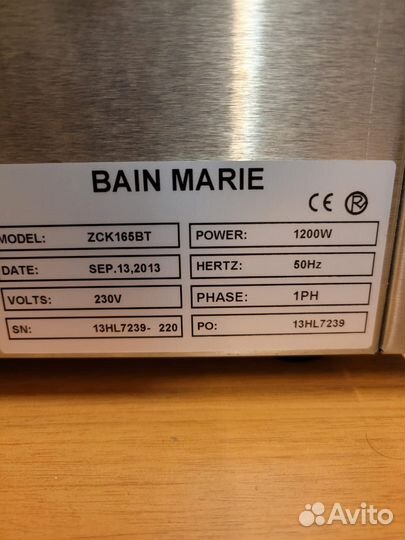 BAIN MARIE
CE R
MODEL: ZCK165BT POWER: 1200W
DATE: SEP.13,2013 HERTZ: 50Hz
VOLTS: 230V PHASE: 1PH
SN: 13HL7239- 220 PO: 13HL7239
Avito